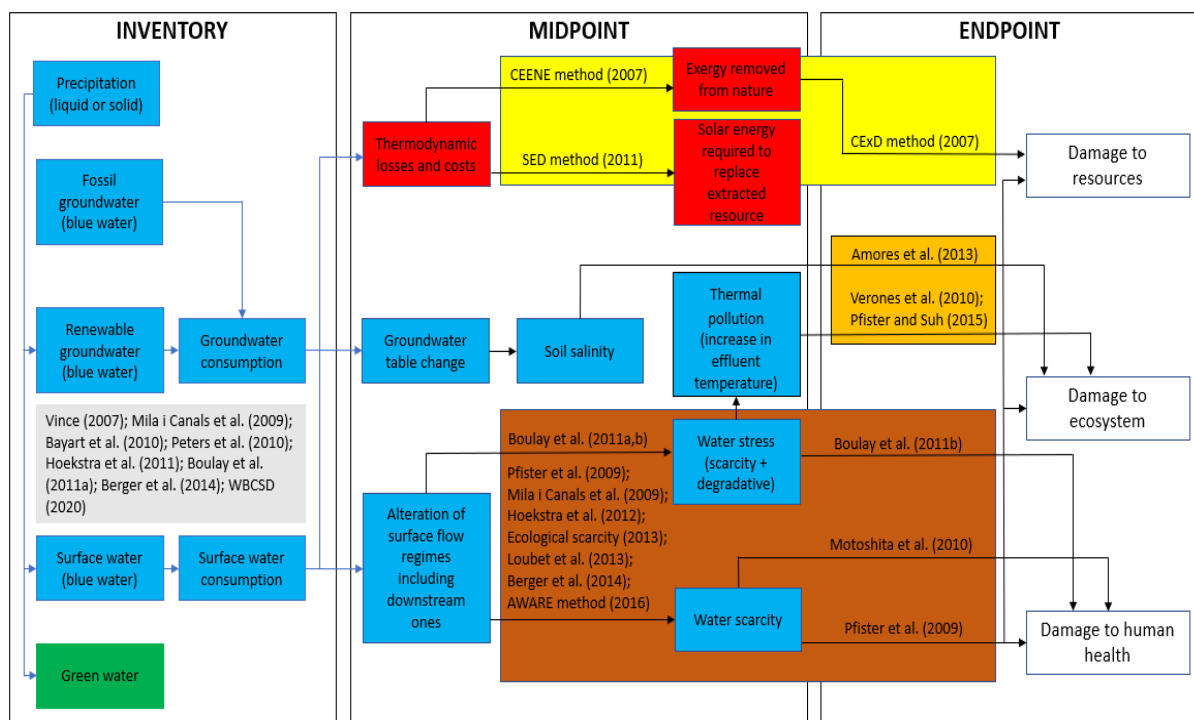 INVENTORY
MIDPOINT
ENDPOINT
Precipitation
(liquid or solid)
Fossil
groundwater
(blue water)
Renewable
groundwater
(blue water)
Groundwater
consumption
Vince (2007); Mila i Canals et al. (2009);
Bayart et al. (2010); Peters et al. (2010);
Hoekstra et al. (2011); Boulay et al.
(2011a); Berger et al. (2014); WBCSD
(2020)
Surface water
(blue water)
Surface water
consumption
Green water
CEENE method (2007)
Exergy removed
from nature
Thermodynamic
losses and costs
SED method (2011)
Solar energy
required to
replace
extracted
resource
CExD method (2007)
Damage to
resources
Groundwater
table change
Soil salinity
Thermal
pollution
(increase in
effluent
temperature)
Amores et al. (2013)
Verones et al. (2010);
Pfister and Suh (2015)
Damage to
ecosystem
Alteration of
surface flow
regimes
including
downstream
ones
Boulay et al. (2011a,b)
Pfister et al. (2009);
Mila i Canals et al. (2009);
Hoekstra et al. (2012);
Ecological scarcity (2013);
Loubet et al. (2013);
Berger et al. (2014);
AWARE method (2016)
Water stress
(scarcity +
degradative)
Boulay et al. (2011b)
Water scarcity
Motoshita et al. (2010)
Pfister et al. (2009)
Damage to human
health